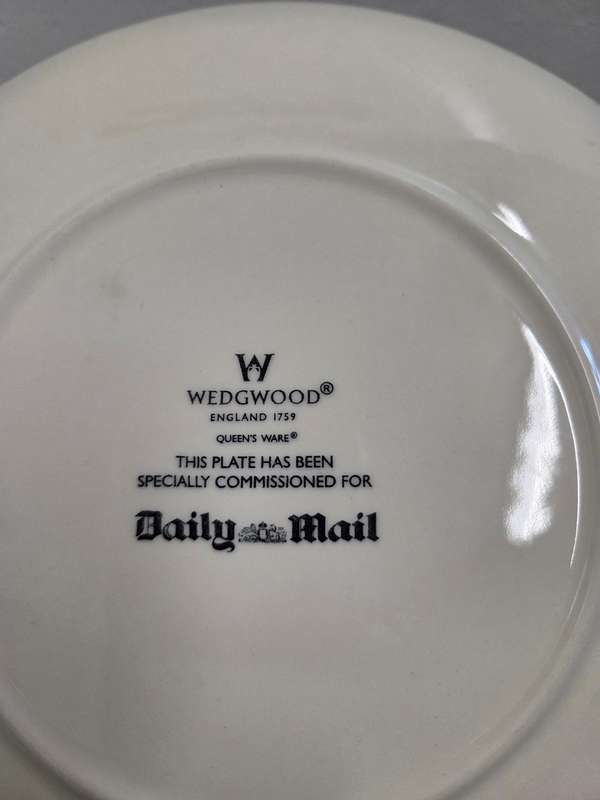 W
WEDGWOOD®
ENGLAND 1759
QUEEN'S WARE®
THIS PLATE HAS BEEN
SPECIALLY COMMISSIONED FOR
Daily Mail